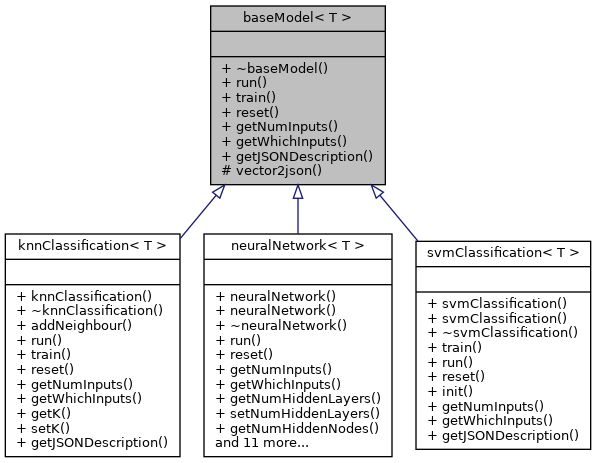 baseModel< T >
+ ~baseModel()
+ run()
+ train()
+ reset()
+ getNumInputs()
+ getWhichInputs()
+ getJSONDescription()
# vector2json()
knnClassification< T >
+ knnClassification()
+ ~knnClassification()
+ addNeighbour()
+ run()
+ train()
+ reset()
+ getNumInputs()
+ getWhichInputs()
+ getK()
+ setK()
+ getJSONDescription()
neuralNetwork< T >
+ neuralNetwork()
+ neuralNetwork()
+ ~neuralNetwork()
+ run()
+ reset()
+ getNumInputs()
+ getWhichInputs()
+ getNumHiddenLayers()
+ setNumHiddenLayers()
+ getNumHiddenNodes()
and 11 more...
svmClassification< T >
+ svmClassification()
+ svmClassification()
+ ~svmClassification()
+ train()
+ run()
+ reset()
+ init()
+ getNumInputs()
+ getWhichInputs()
+ getJSONDescription()